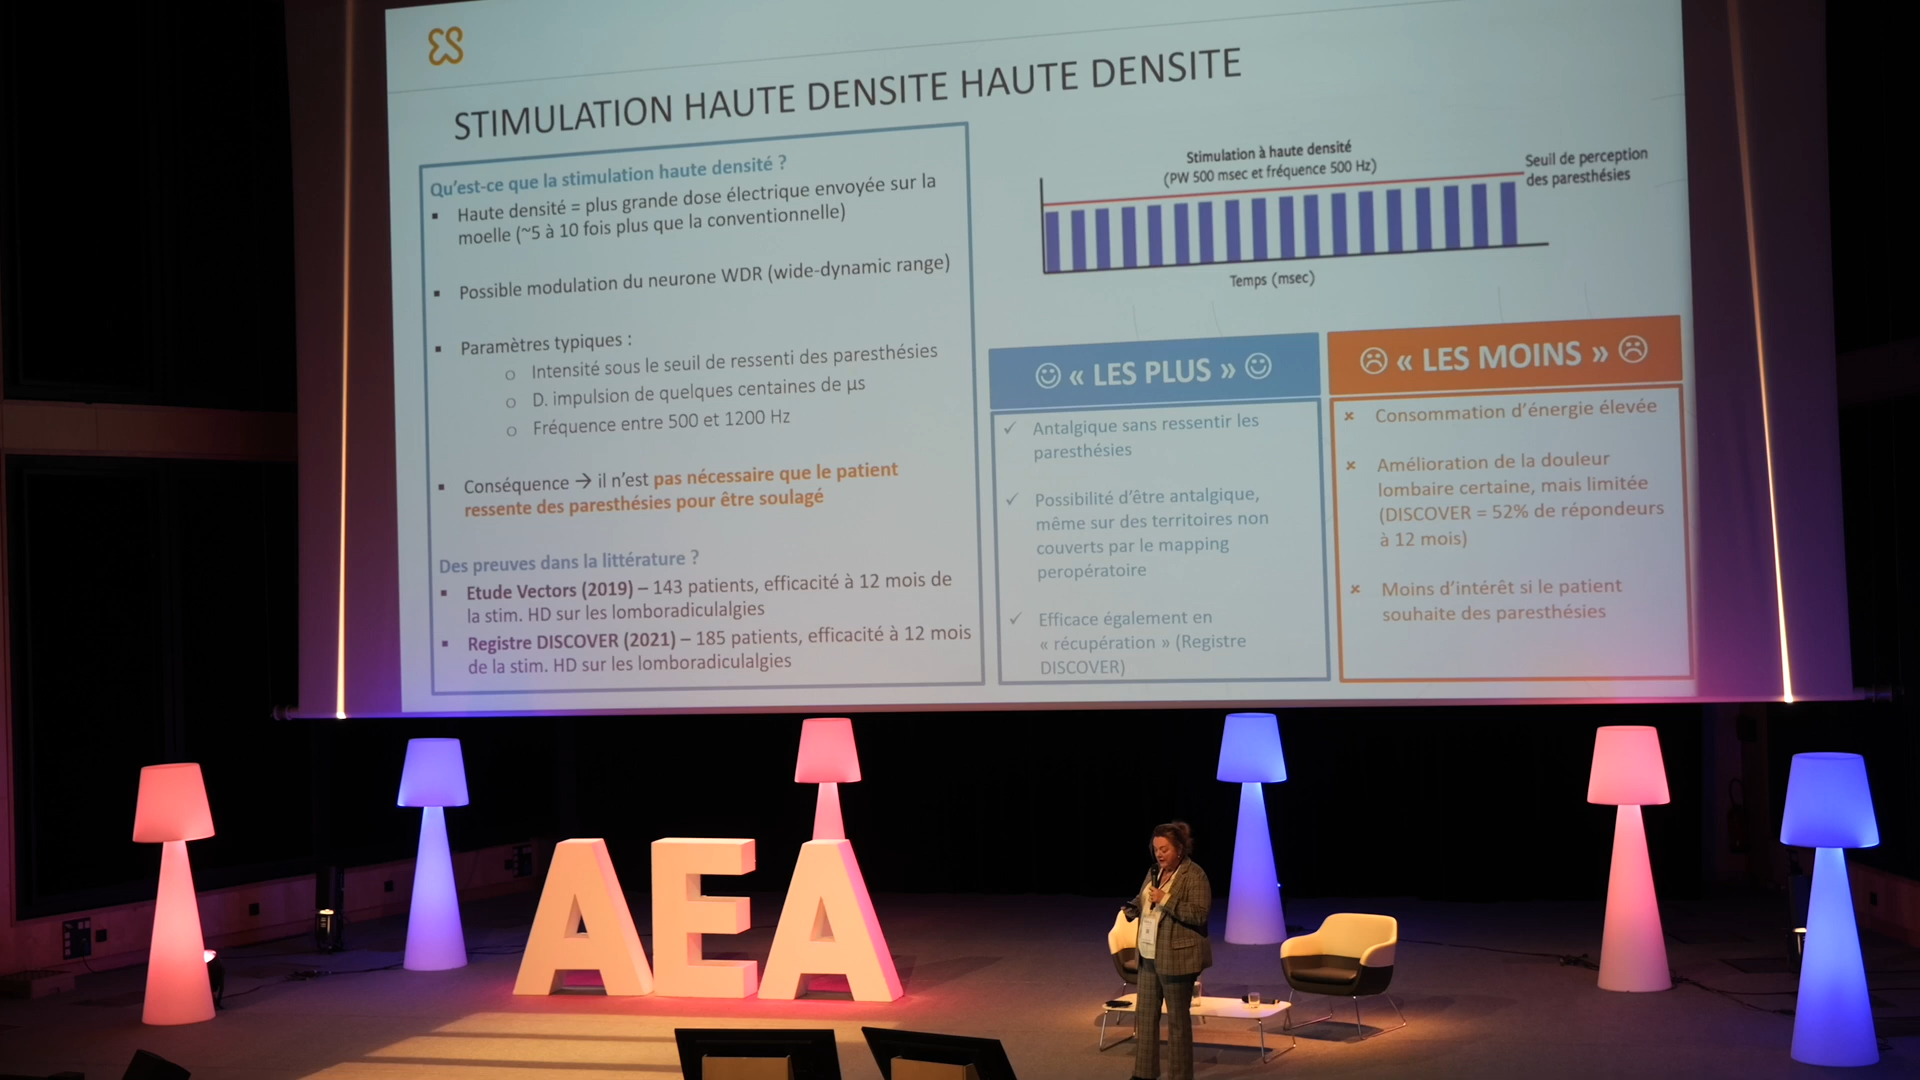 STIMULATION HAUTE DENSITE HAUTE DENSITE
Qu'est-ce que la stimulation haute densité ?
▪ Haute densité = plus grande dose électrique envoyée sur la
moelle (~5 à 10 fois plus que la conventionnelle)
▪ Possible modulation du neurone WDR (wide-dynamic range)
▪ Paramètres typiques :
o Intensité sous le seuil de ressenti des paresthésies
o D. impulsion de quelques centaines de µs
o Fréquence entre 500 et 1200 Hz
▪ Conséquence → il n'est pas nécessaire que le patient
ressente des paresthésies pour être soulagé
Des preuves dans la littérature ?
▪ Etude Vectors (2019) – 143 patients, efficacité à 12 mois de
la stim. HD sur les lomboradiculalgies
▪ Registre DISCOVER (2021) – 185 patients, efficacité à 12 mois
de la stim. HD sur les lomboradiculalgies
Stimulation à haute densité
(PW 500 msec et fréquence 500 Hz)
Seuil de perception
des paresthésies
Temps (msec)
☺ « LES PLUS » ☺
✓ Antalgique sans ressentir les
paresthésies
✓ Possibilité d'être antalgique,
même sur des territoires non
couverts par le mapping
peropératoire
✓ Efficace également en
« récupération » (Registre
DISCOVER)
☹ « LES MOINS » ☹
× Consommation d'énergie élevée
× Amélioration de la douleur
lombaire certaine, mais limitée
(DISCOVER = 52% de répondeurs
à 12 mois)
× Moins d'intérêt si le patient
souhaite des paresthésies
AEA